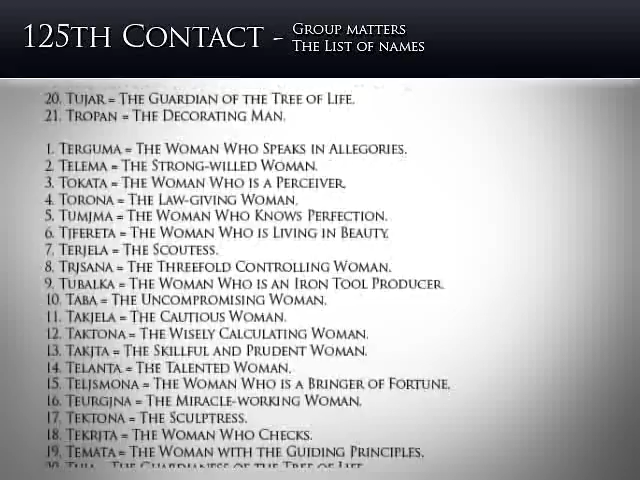 125th Contact - Group matters
The List of names
20. Tujar = The Guardian of the Tree of Life.
21. Tropan = The Decorating Man.
1. Terguma = The Woman Who Speaks in Allegories.
2. Telema = The Strong-willed Woman.
3. Tokata = The Woman Who is a Perceiver.
4. Torona = The Law-giving Woman.
5. Tumjma = The Woman Who Knows Perfection.
6. Tjfereta = The Woman Who is Living in Beauty.
7. Terjela = The Scoutess.
8. Trjsana = The Threefold Controlling Woman.
9. Tubalka = The Woman Who is an Iron Tool Producer.
10. Taba = The Uncompromising Woman.
11. Takjela = The Cautious Woman.
12. Taktona = The Wisely Calculating Woman.
13. Takjta = The Skillful and Prudent Woman.
14. Telanta = The Talented Woman.
15. Teljsmona = The Woman Who is a Bringer of Fortune.
16. Teurgjna = The Miracle-working Woman.
17. Tektona = The Sculptress.
18. Tekrjta = The Woman Who Checks.
19. Temata = The Woman with the Guiding Principles.
= The Guardianess of the Tree of Life